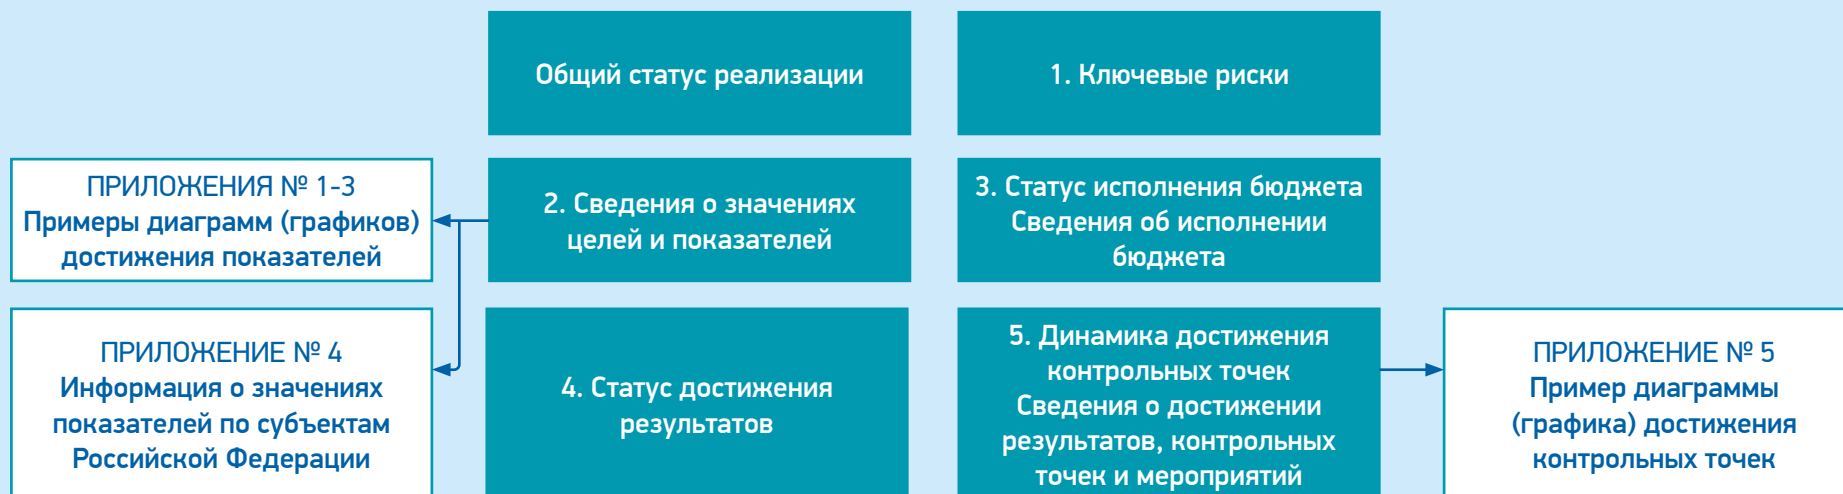 Общий статус реализации
1. Ключевые риски
ПРИЛОЖЕНИЯ № 1-3
Примеры диаграмм (графиков)
достижения показателей
2. Сведения о значениях
целей и показателей
3. Статус исполнения бюджета
Сведения об исполнении
бюджета
ПРИЛОЖЕНИЕ № 4
Информация о значениях
показателей по субъектам
Российской Федерации
4. Статус достижения
результатов
5. Динамика достижения
контрольных точек
Сведения о достижении
результатов, контрольных
точек и мероприятий
ПРИЛОЖЕНИЕ № 5
Пример диаграммы
(графика) достижения
контрольных точек